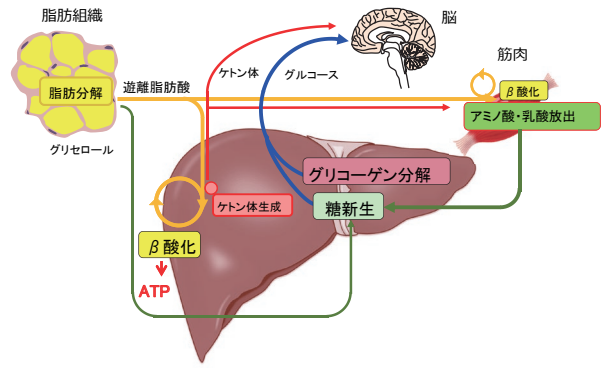 脂肪組織
脳
筋肉
ケトン体
グルコース
遊離脂肪酸
脂肪分解
β酸化
アミノ酸・乳酸放出
グリセロール
グリコーゲン分解
ケトン体生成
糖新生
β酸化
ATP